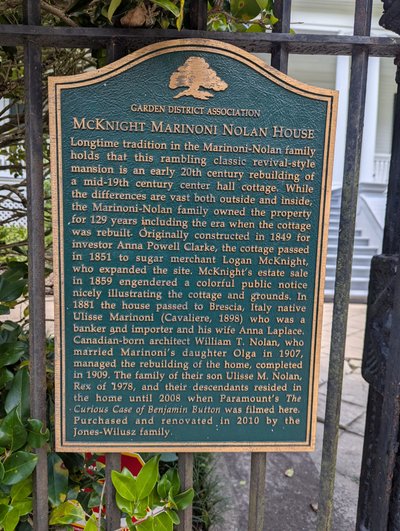 GARDEN DISTRICT ASSOCIATION
MCKNIGHT MARINONI NOLAN HOUSE
Longtime tradition in the Marinoni-Nolan family
holds that this rambling classic revival-style
mansion is an early 20th century rebuilding of
a mid-19th century center hall cottage. While
the differences are vast both outside and inside,
the Marinoni-Nolan family owned the property
for 129 years including the era when the cottage
was rebuilt. Originally constructed in 1849 for
investor Anna Powell Clarke, the cottage passed
in 1851 to sugar merchant Logan McKnight,
who expanded the site. McKnight's estate sale
in 1859 engendered a colorful public notice
nicely illustrating the cottage and grounds. In
1881 the house passed to Brescia, Italy native
Ulisse Marinoni (Cavaliere, 1898) who was a
banker and importer and his wife Anna Laplace.
Canadian-born architect William T. Nolan, who
married Marinoni's daughter Olga in 1907,
managed the rebuilding of the home, completed
in 1909. The family of their son Ulisse M. Nolan,
Rex of 1978, and their descendants resided in
the home until 2008 when Paramount's The
Curious Case of Benjamin Button was filmed here.
Purchased and renovated in 2010 by the
Jones-Wilusz family.